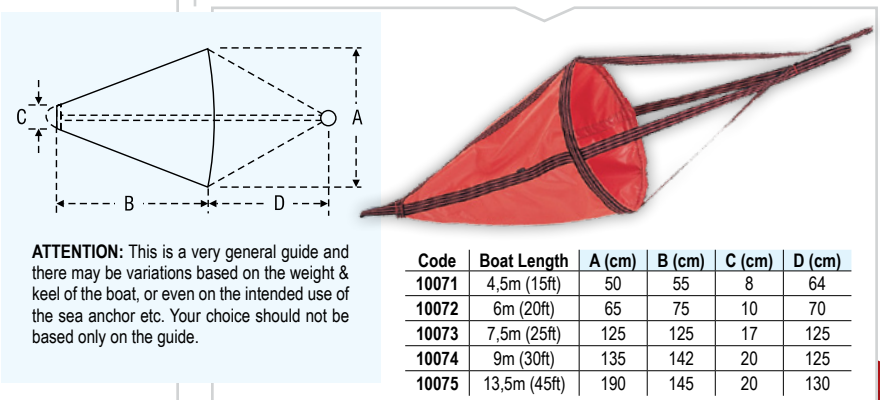 C
A
B
D
ATTENTION: This is a very general guide and
there may be variations based on the weight &
keel of the boat, or even on the intended use of
the sea anchor etc. Your choice should not be
based only on the guide.
Code Boat Length A (cm) B (cm) C (cm) D (cm)
10071 4,5m (15ft) 50 55 8 64
10072 6m (20ft) 65 75 10 70
10073 7,5m (25ft) 125 125 17 125
10074 9m (30ft) 135 142 20 125
10075 13,5m (45ft) 190 145 20 130